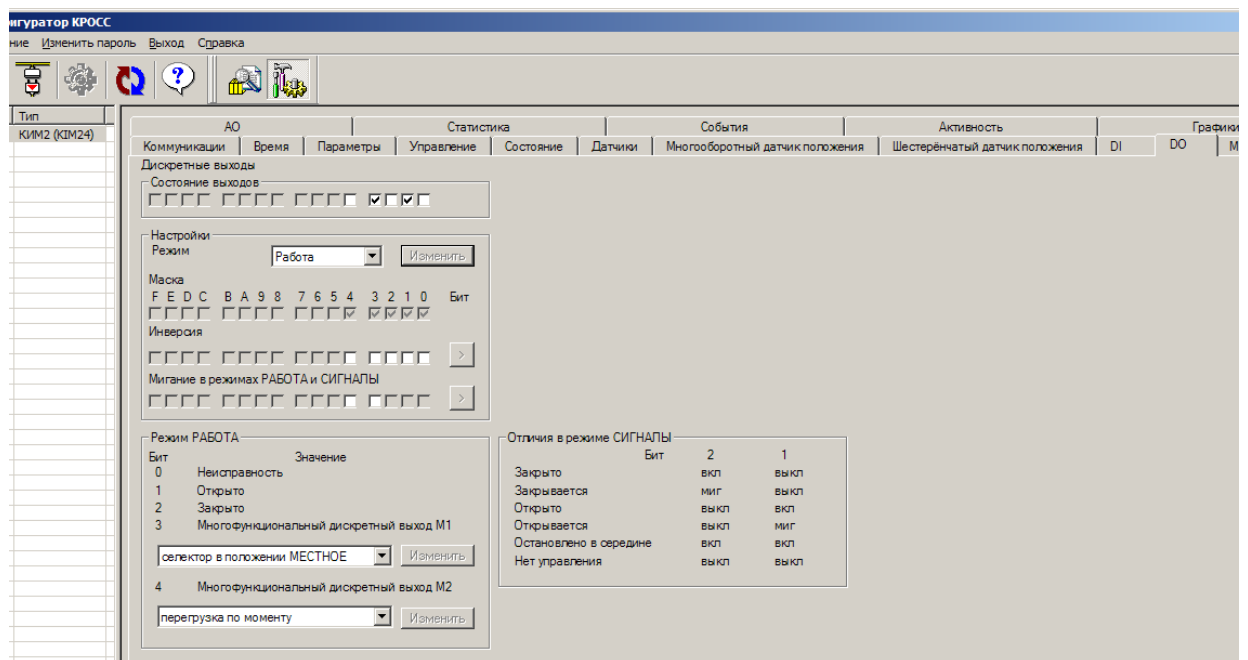 игуратор КРОСС
ние Изменить пароль Выход Справка
Тип
КИМ2 (KIM24)
АО Статистика События Активность Графики
Коммуникации Время Параметры Управление Состояние Датчики Многооборотный датчик положения Шестерёнчатый датчик положения DI DO М
Дискретные выходы
Состояние выходов
Настройки
Режим Работа Изменить
Маска
F E D C B A 9 8 7 6 5 4 3 2 1 0 Бит
Инверсия
>
Мигание в режимах РАБОТА и СИГНАЛЫ
>
Режим РАБОТА
Бит Значение
0 Неисправность
1 Открыто
2 Закрыто
3 Многофункциональный дискретный выход М1
селектор в положении МЕСТНОЕ Изменить
4 Многофункциональный дискретный выход М2
перегрузка по моменту Изменить
Отличия в режиме СИГНАЛЫ
Бит 2 1
Закрыто вкл выкл
Закрывается миг выкл
Открыто выкл вкл
Открывается выкл миг
Остановлено в середине вкл вкл
Нет управления выкл выкл